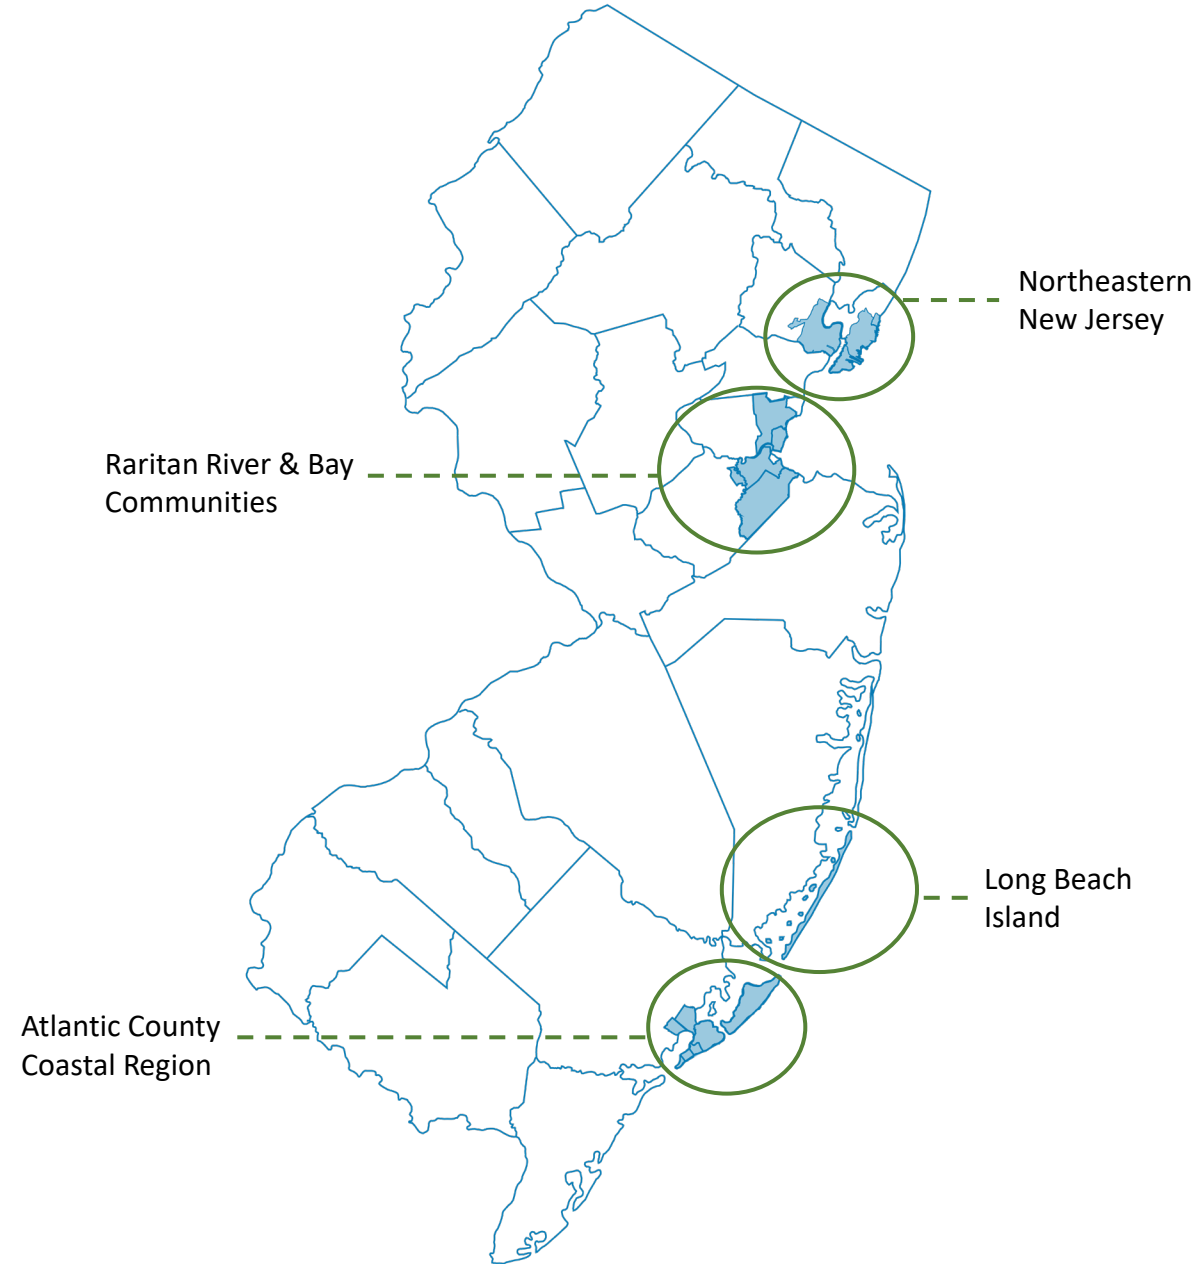 Northeastern
New Jersey
Raritan River & Bay
Communities
Long Beach
Island
Atlantic County
Coastal Region